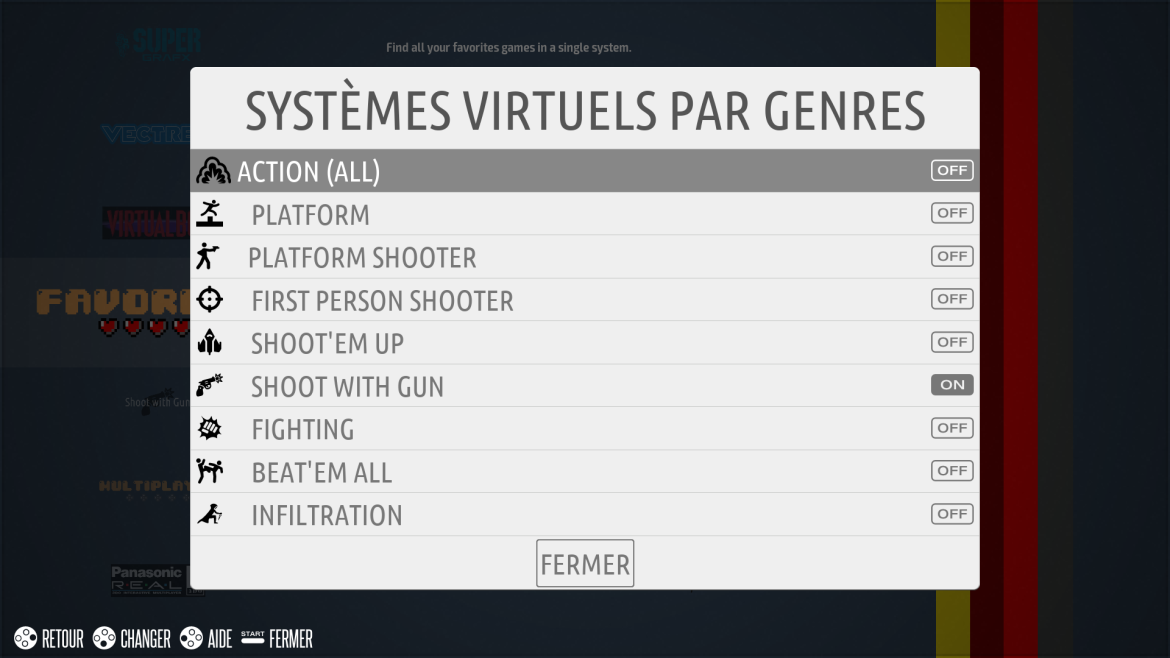 SUPER
Find all your favorites games in a single system.
SYSTÈMES VIRTUELS PAR GENRES
VECTRE
ACTION (ALL) OFF
PLATFORM OFF
VIRTUAL B
PLATFORM SHOOTER OFF
FIRST PERSON SHOOTER OFF
FAVORI
SHOOT'EM UP OFF
SHOOT WITH GUN ON
Shoot with Gun
FIGHTING OFF
BEAT'EM ALL OFF
MULTIPLAY
INFILTRATION OFF
FERMER
Panasonic
R·E·A·L
RETOUR CHANGER AIDE START FERMER